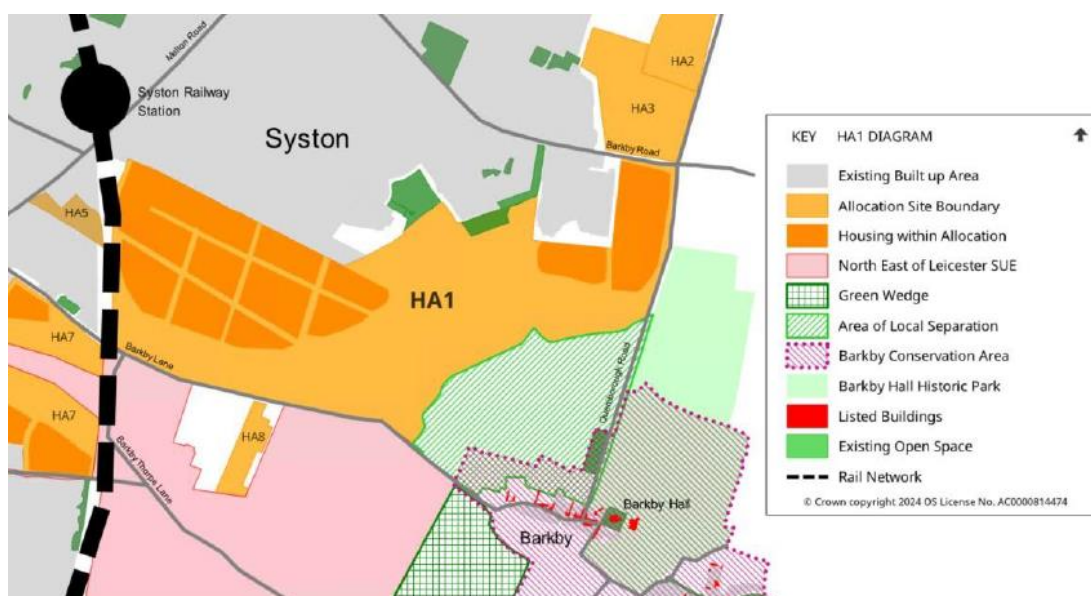 Melton Road
Syston Railway
Station
Syston
HA2
HA3
Barkby Road
HA5
HA1
HA7
Barkby Lane
Queniborough Road
HA7
HA8
Barkby Thorpe Lane
Barkby Hall
Barkby
KEY HA1 DIAGRAM
Existing Built up Area
Allocation Site Boundary
Housing within Allocation
North East of Leicester SUE
Green Wedge
Area of Local Separation
Barkby Conservation Area
Barkby Hall Historic Park
Listed Buildings
Existing Open Space
Rail Network
© Crown copyright 2024 OS License No. AC0000814474